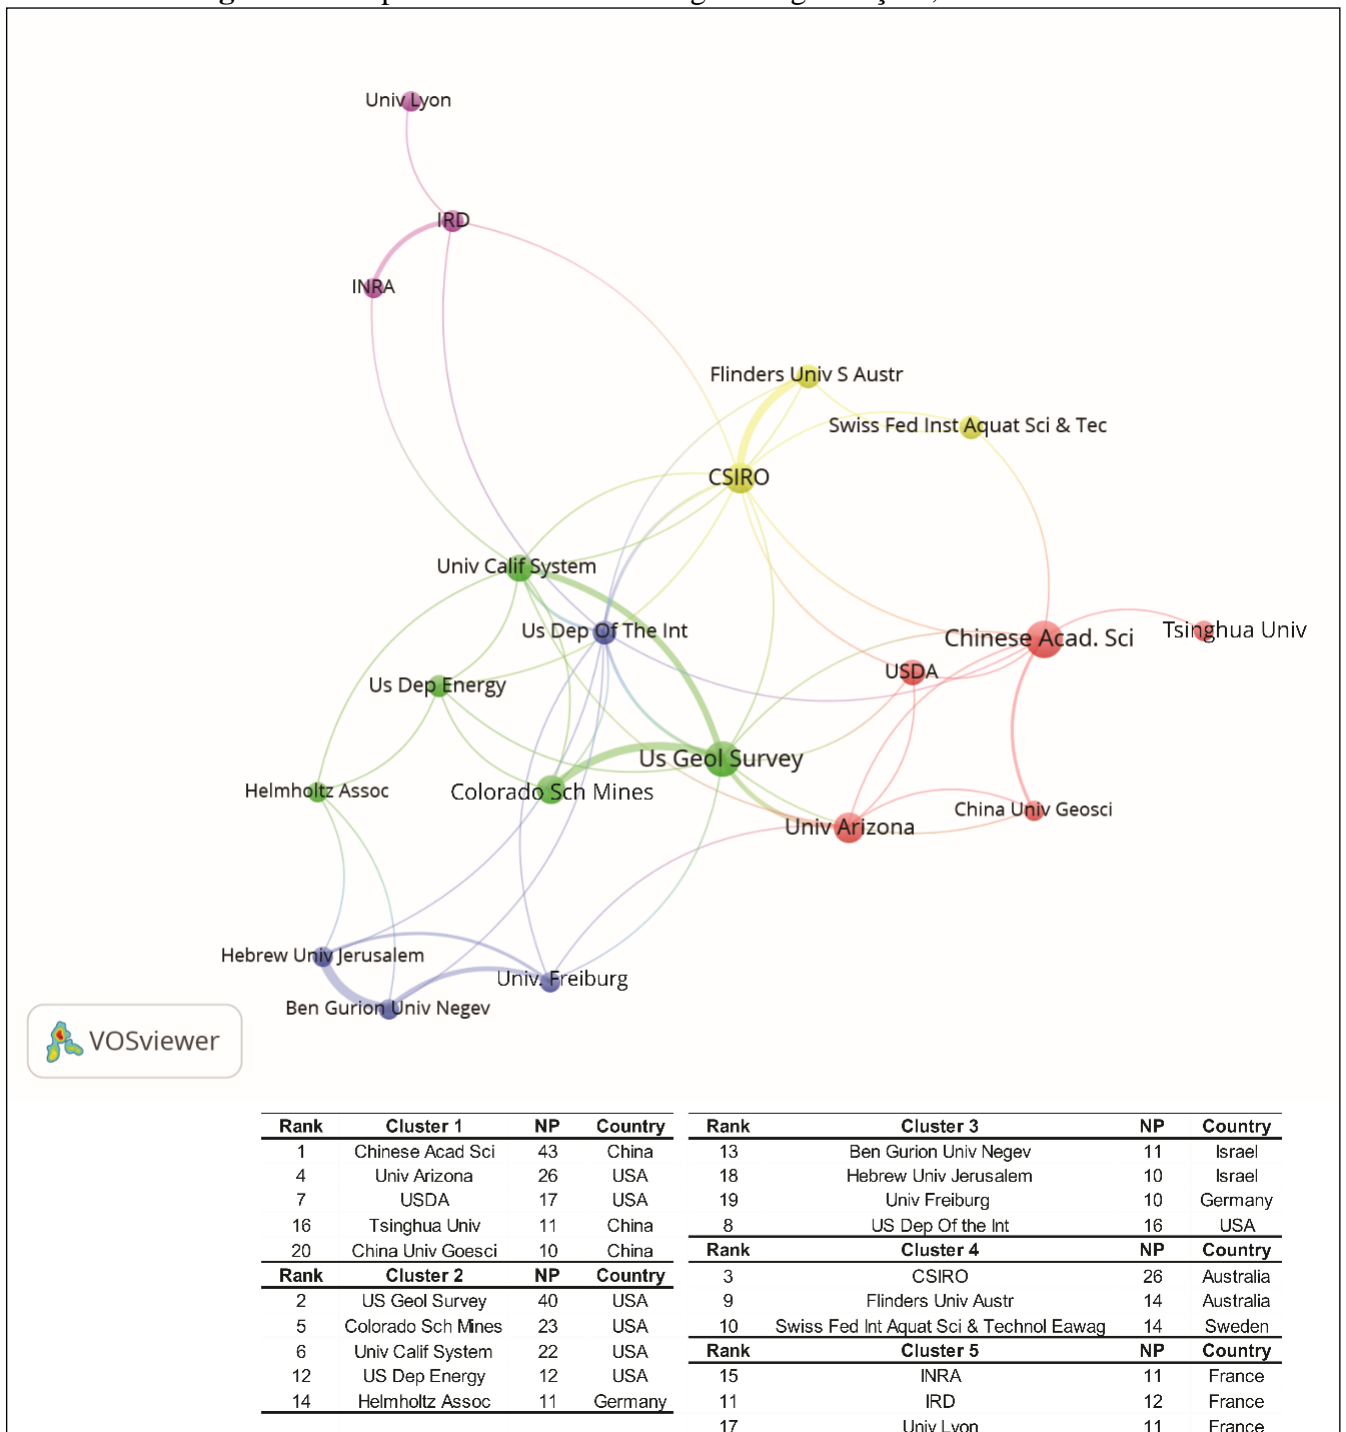 Univ Lyon
IRD
INRA
Flinders Univ S Austr
Swiss Fed Inst Aquat Sci & Tec
CSIRO
Univ Calif System
Us Dep Of The Int
Chinese Acad. Sci
Tsinghua Univ
USDA
Us Dep Energy
Us Geol Survey
Helmholtz Assoc
Colorado Sch Mines
China Univ Geosci
Univ Arizona
Hebrew Univ Jerusalem
Univ. Freiburg
Ben Gurion Univ Negev
VOSviewer
Rank Cluster 1 NP Country
1 Chinese Acad Sci 43 China
4 Univ Arizona 26 USA
7 USDA 17 USA
16 Tsinghua Univ 11 China
20 China Univ Goesci 10 China
Rank Cluster 2 NP Country
2 US Geol Survey 40 USA
5 Colorado Sch Mines 23 USA
6 Univ Calif System 22 USA
12 US Dep Energy 12 USA
14 Helmholtz Assoc 11 Germany
Rank Cluster 3 NP Country
13 Ben Gurion Univ Negev 11 Israel
18 Hebrew Univ Jerusalem 10 Israel
19 Univ Freiburg 10 Germany
8 US Dep Of the Int 16 USA
Rank Cluster 4 NP Country
3 CSIRO 26 Australia
9 Flinders Univ Austr 14 Australia
10 Swiss Fed Int Aquat Sci & Technol Eawag 14 Sweden
Rank Cluster 5 NP Country
15 INRA 11 France
11 IRD 12 France
17 Univ Lyon 11 France